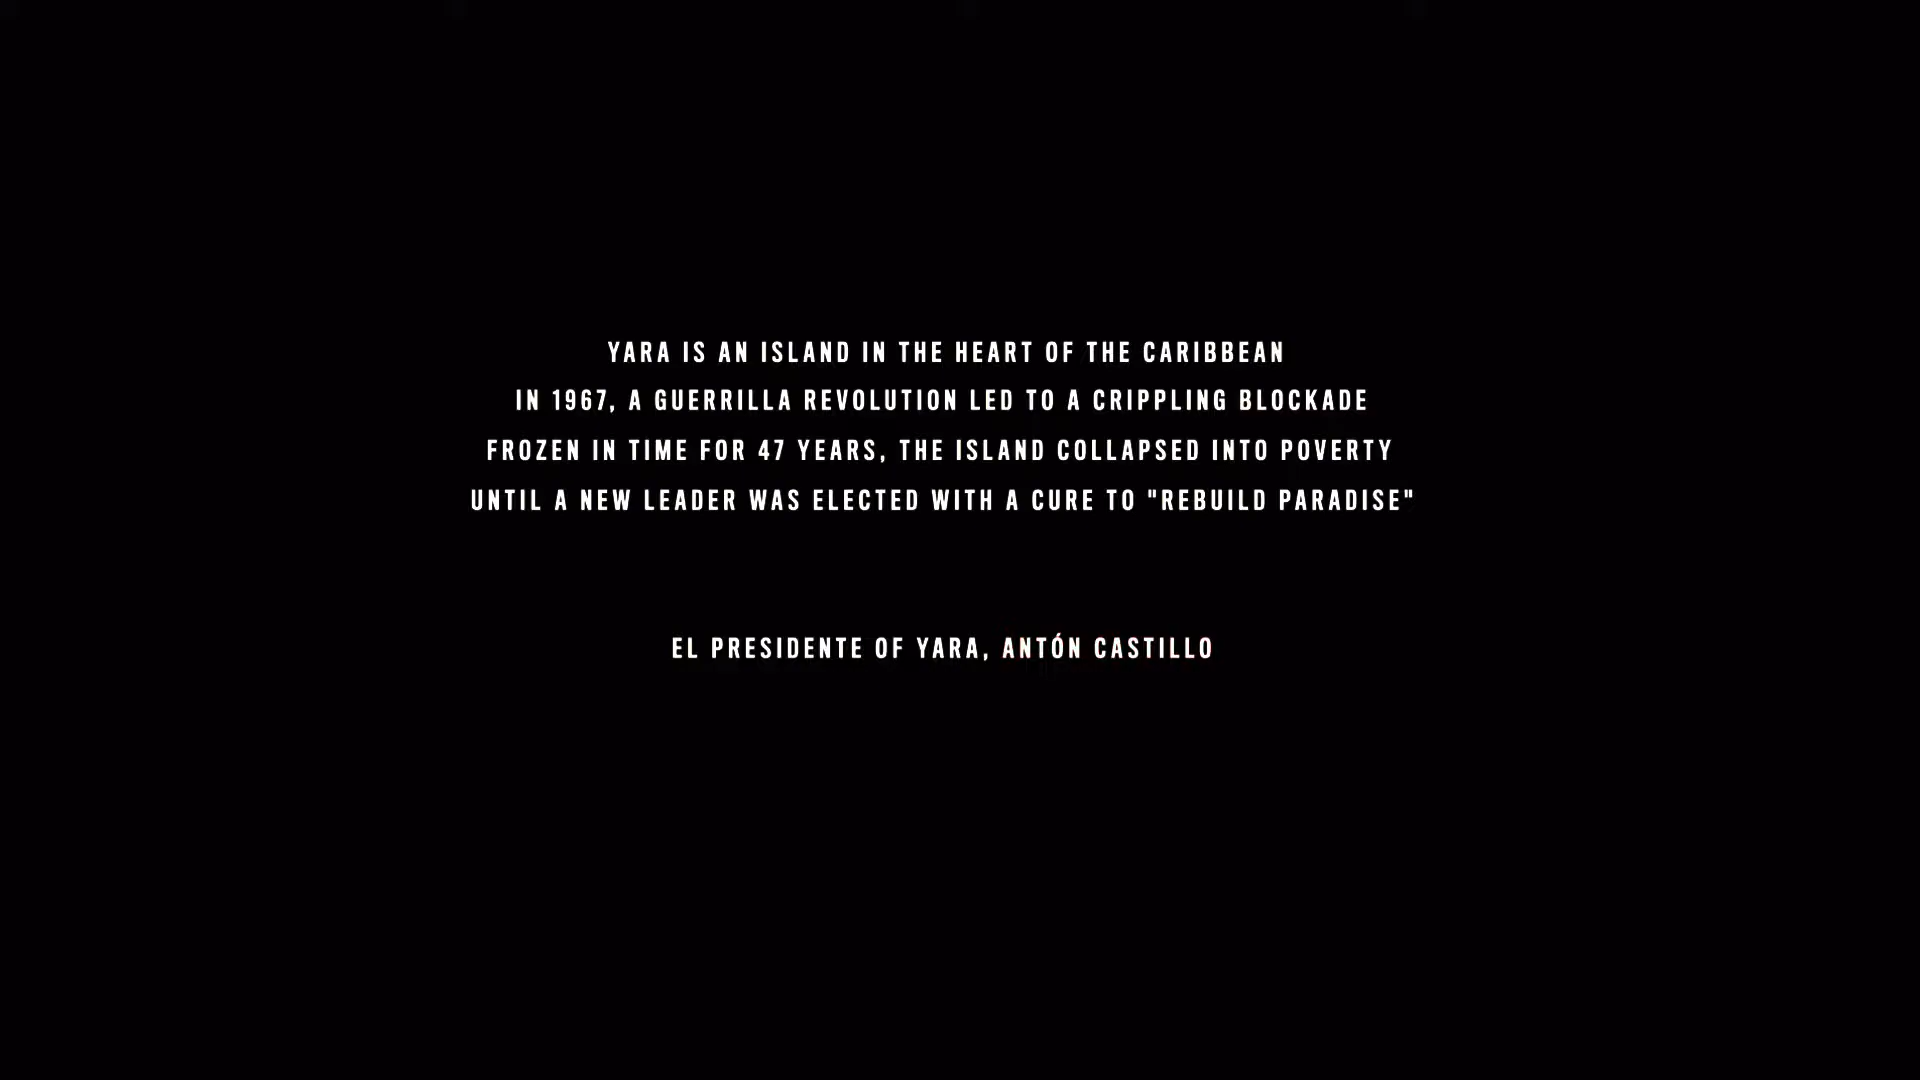 YARA IS AN ISLAND IN THE HEART OF THE CARIBBEAN
IN 1967, A GUERRILLA REVOLUTION LED TO A CRIPPLING BLOCKADE
FROZEN IN TIME FOR 47 YEARS, THE ISLAND COLLAPSED INTO POVERTY
UNTIL A NEW LEADER WAS ELECTED WITH A CURE TO "REBUILD PARADISE"
EL PRESIDENTE OF YARA, ANTÓN CASTILLO